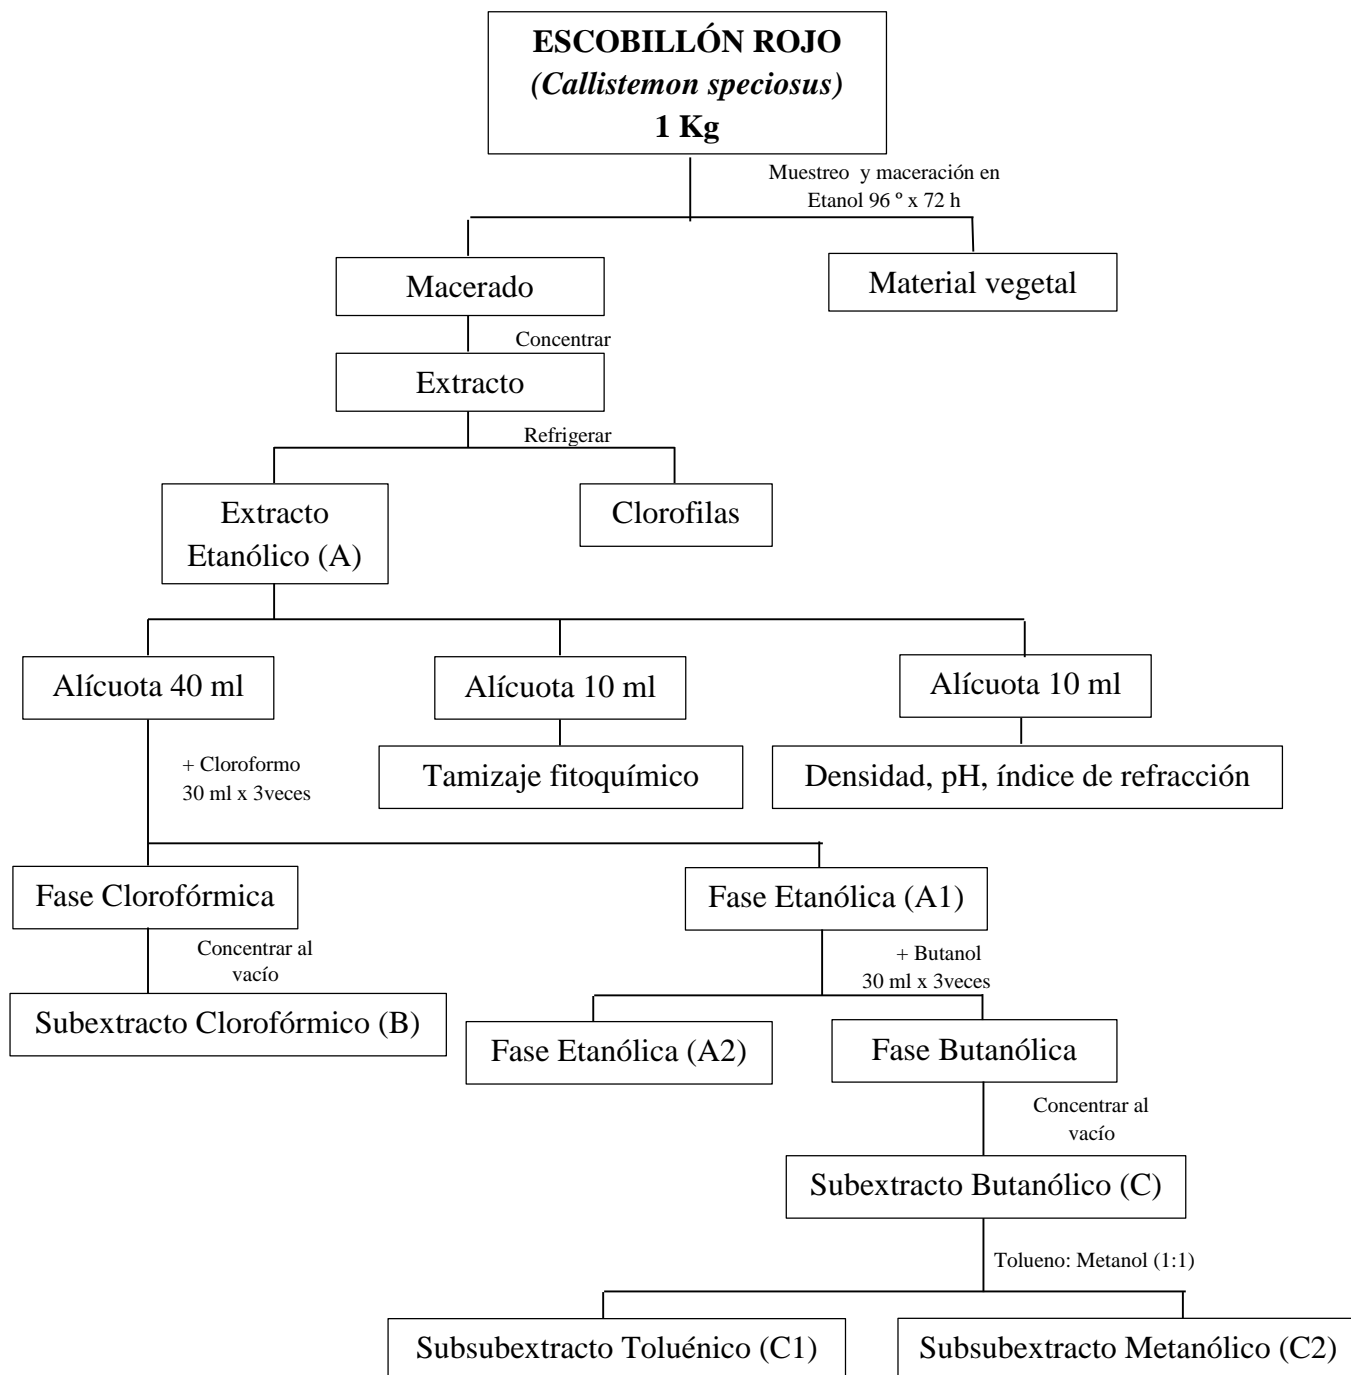 ESCOBILLÓN ROJO
(Callistemon speciosus)
1 Kg
Muestreo y maceración en
Etanol 96 º x 72 h
Macerado
Material vegetal
Concentrar
Extracto
Refrigerar
Extracto
Etanólico (A)
Clorofilas
Alícuota 40 ml
Alícuota 10 ml
Alícuota 10 ml
+ Cloroformo
30 ml x 3veces
Tamizaje fitoquímico
Densidad, pH, índice de refracción
Fase Clorofórmica
Fase Etanólica (A1)
Concentrar al
vacío
+ Butanol
30 ml x 3veces
Subextracto Clorofórmico (B)
Fase Etanólica (A2)
Fase Butanólica
Concentrar al
vacío
Subextracto Butanólico (C)
Tolueno: Metanol (1:1)
Subsubextracto Toluénico (C1)
Subsubextracto Metanólico (C2)